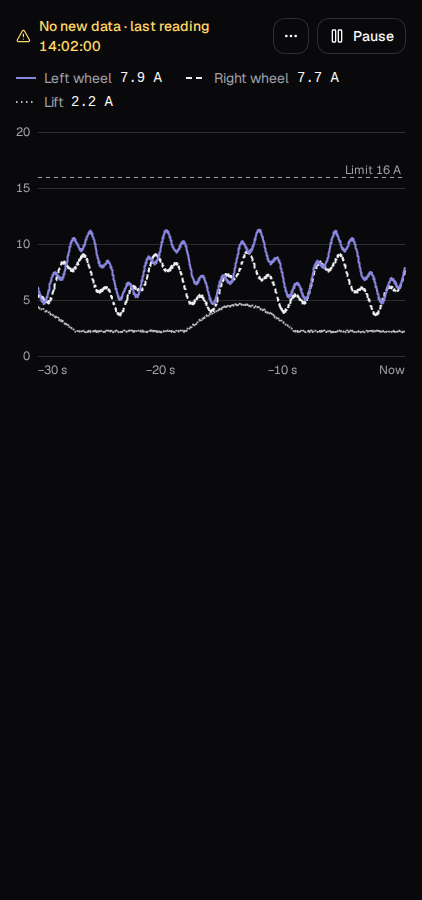 No new data · last reading
14:02:00
Pause
Left wheel 7.9 A Right wheel 7.7 A
Lift 2.2 A
20
Limit 16 A
15
10
5
0
−30 s −20 s −10 s Now